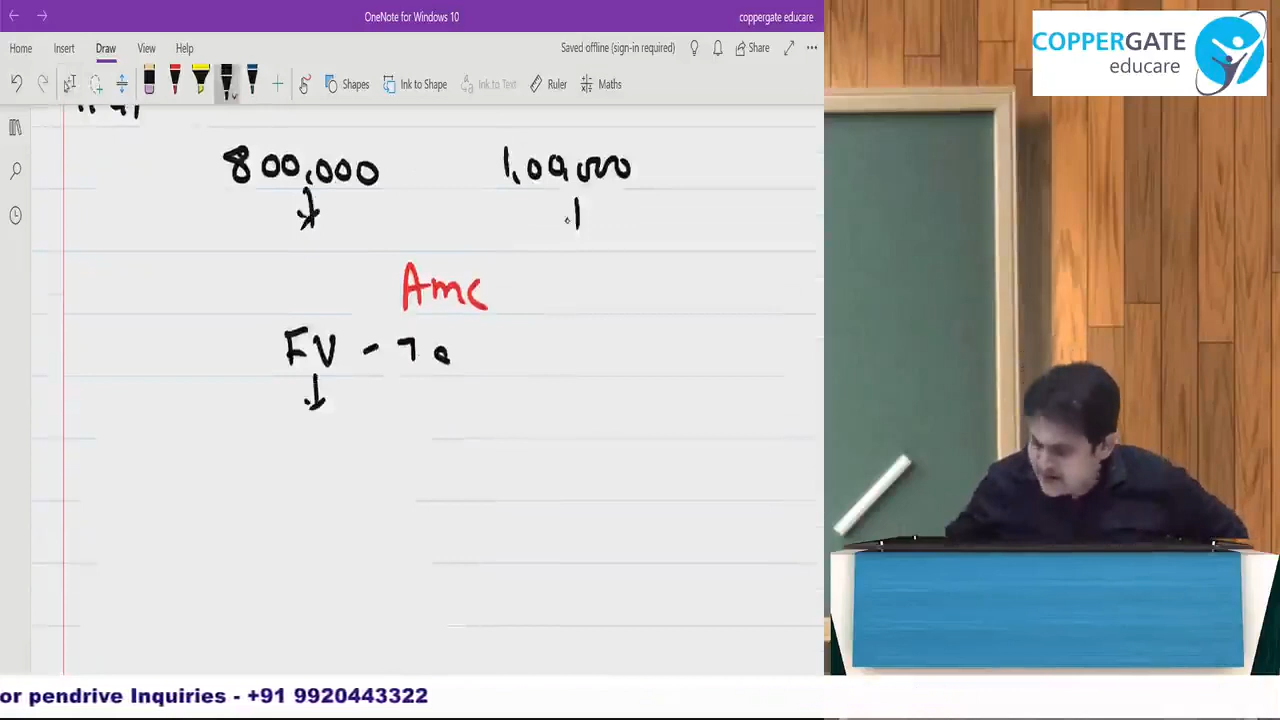 OneNote for Windows 10
coppergate educare
Home Insert Draw View Help
Saved offline (sign-in required)
Share
Shapes Ink to Shape Ink to Text Ruler Maths
COPPERGATE
educare
800,000 1,00,000
Amc
FV - 70
or pendrive Inquiries - +91 9920443322